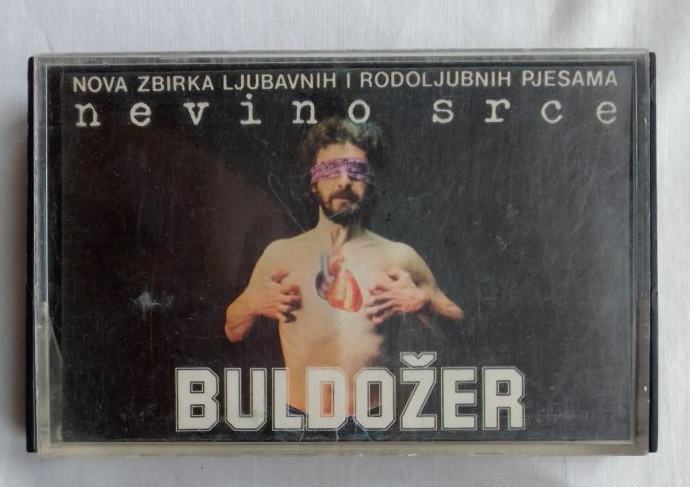 NOVA ZBIRKA LJUBAVNIH I RODOLJUBNIH PJESAMA
nevino srce
BULDOŽER